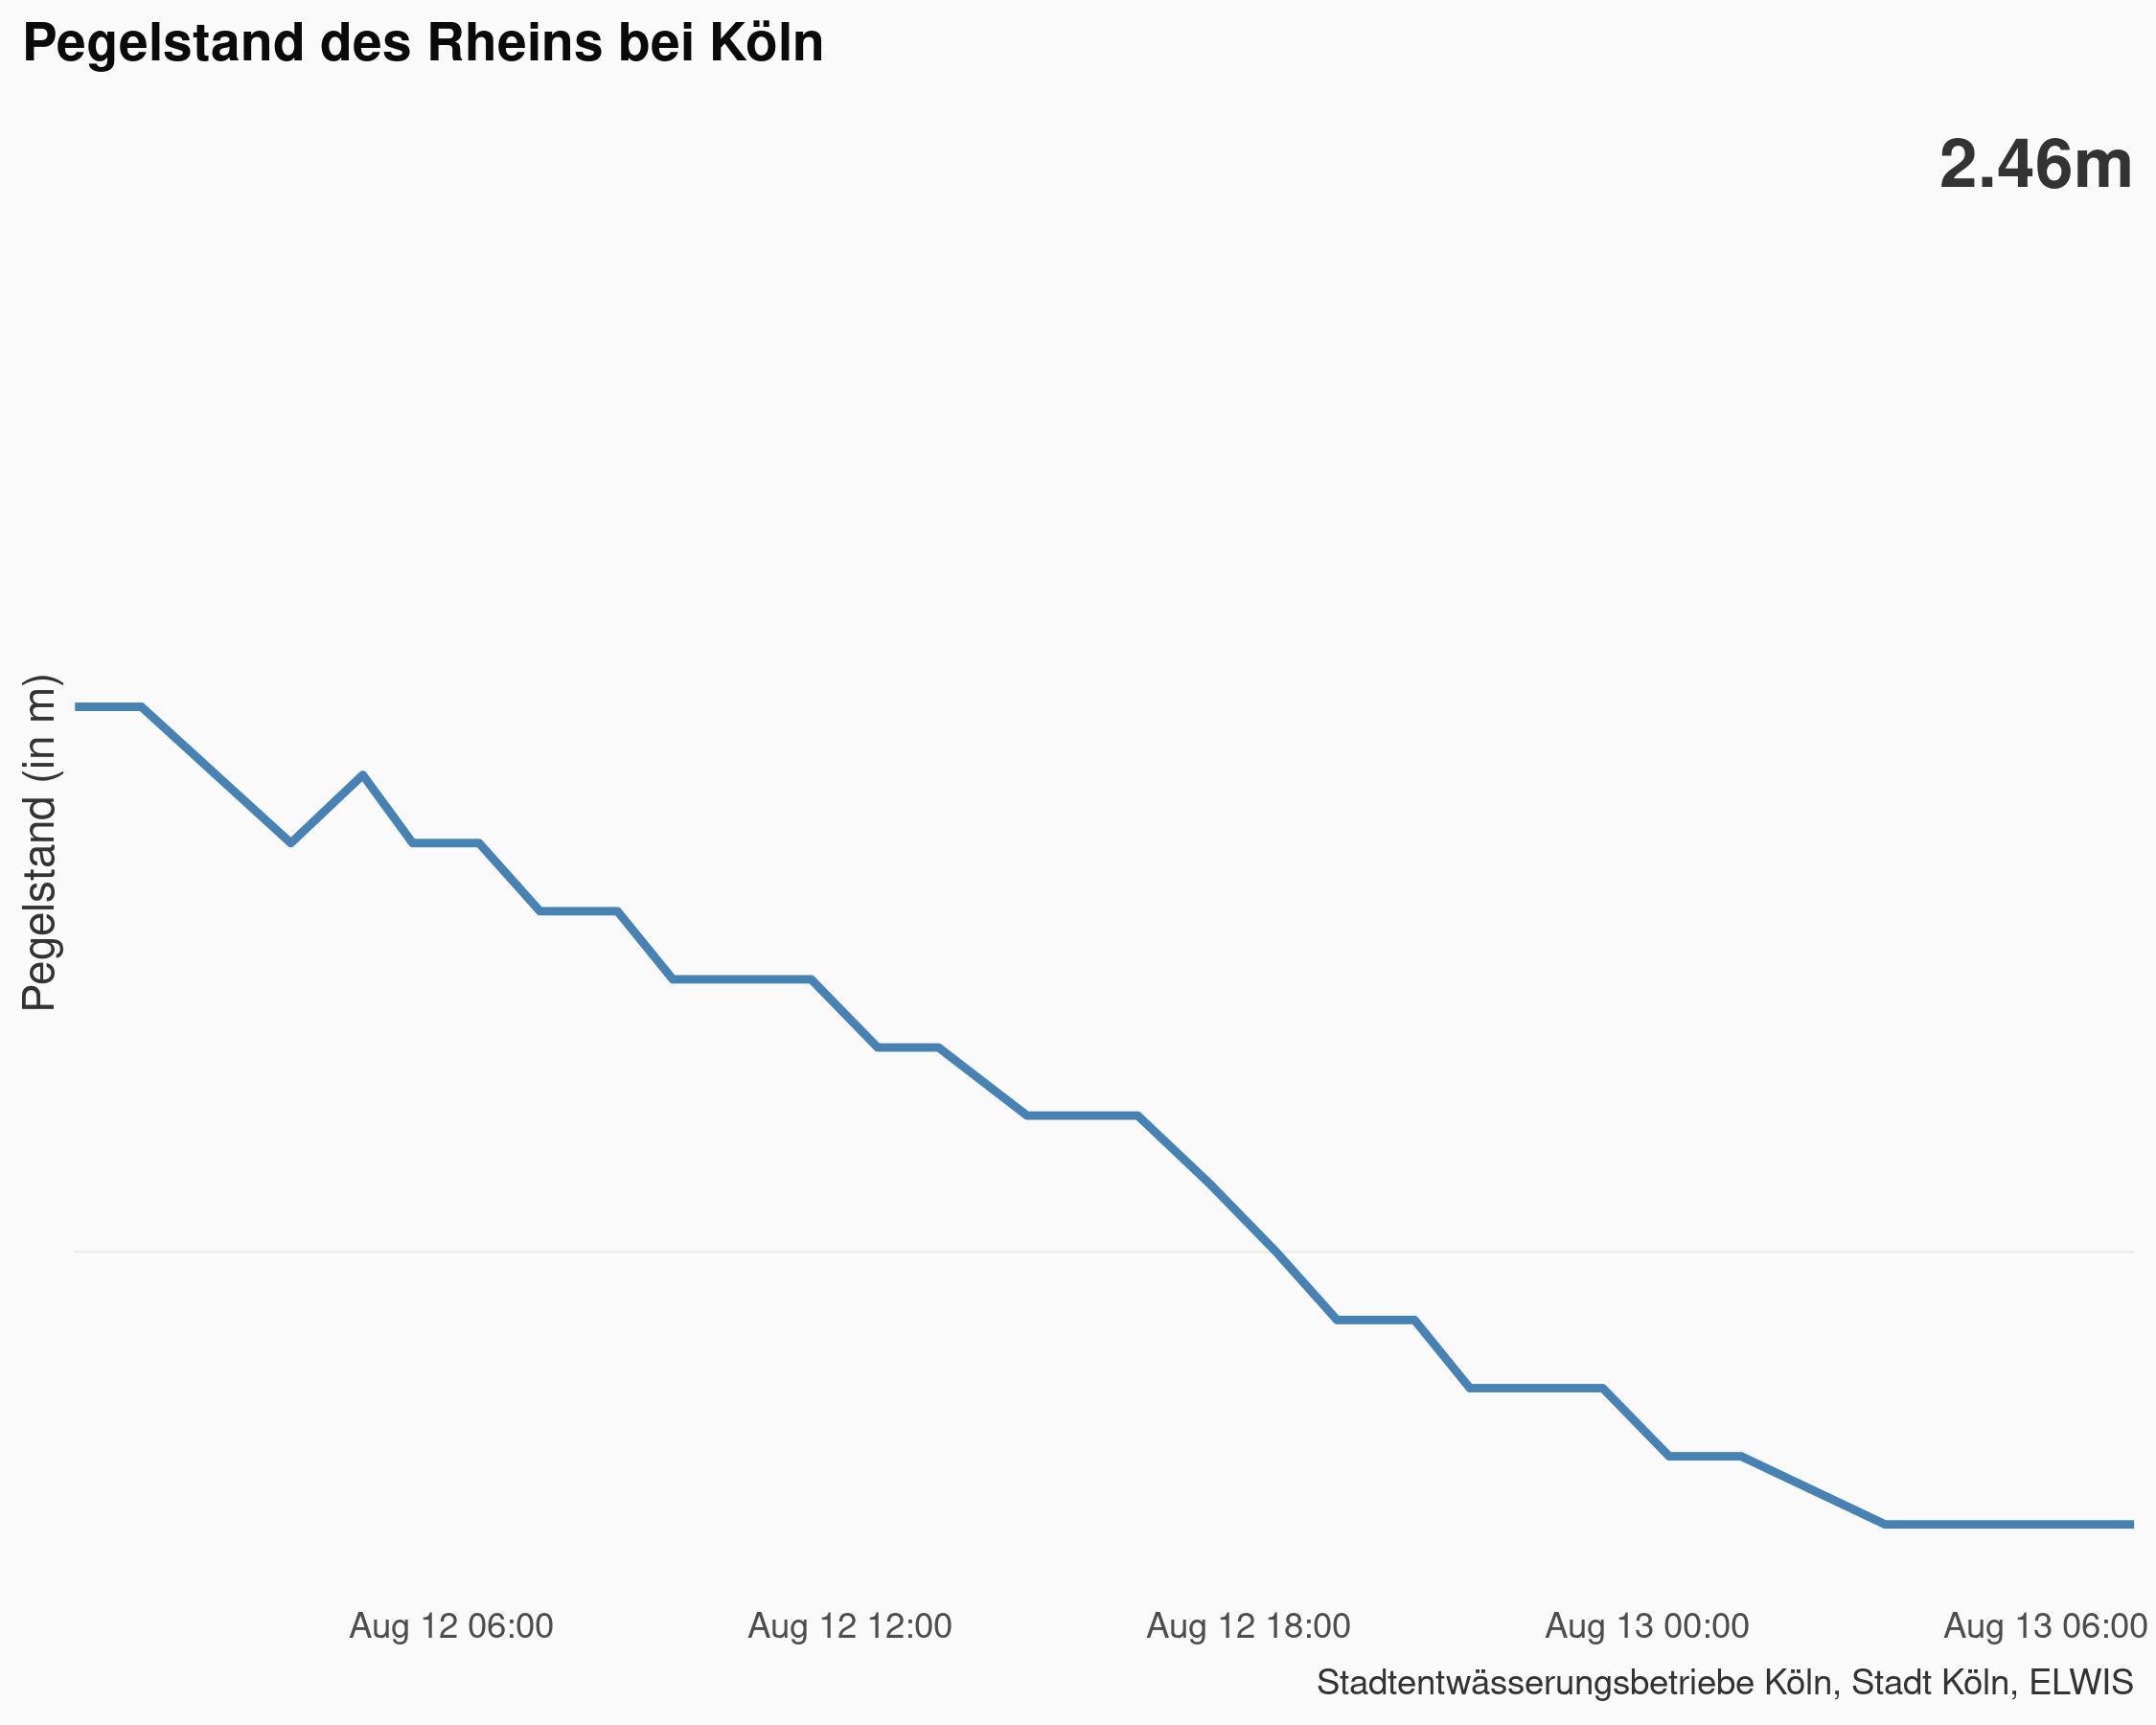 Pegelstand des Rheins bei Köln
2.46m
Pegelstand (in m)
Aug 12 06:00
Aug 12 12:00
Aug 12 18:00
Aug 13 00:00
Aug 13 06:00
Stadtentwässerungsbetriebe Köln, Stadt Köln, ELWIS